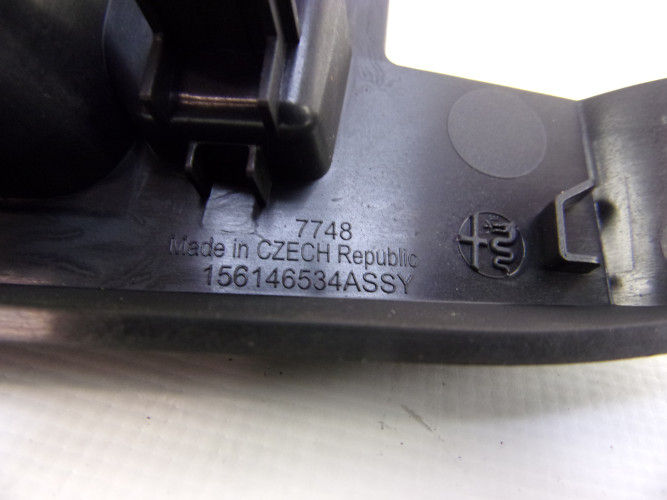 7748
Made in CZECH Republic
156146534ASSY